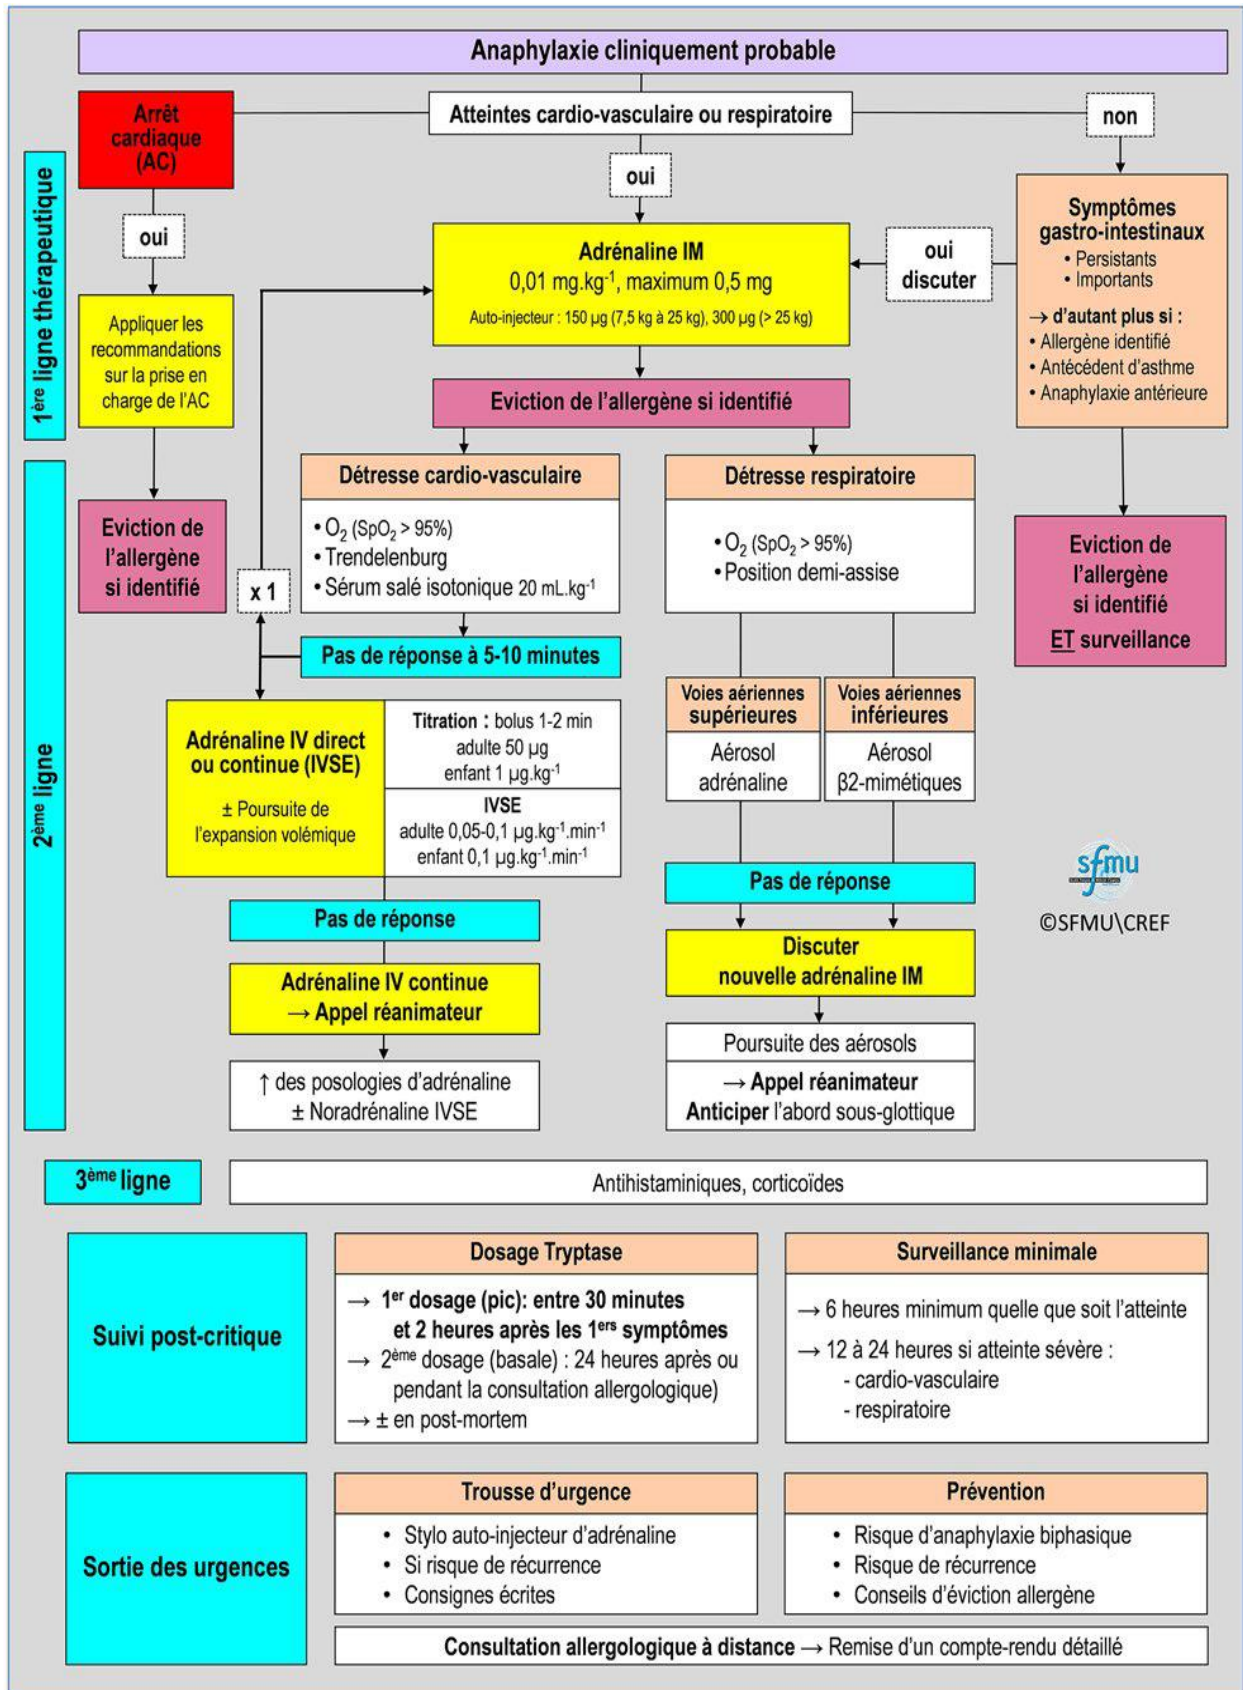 Anaphylaxie cliniquement probable
Arrêt
cardiaque
(AC)
Atteintes cardio-vasculaire ou respiratoire
non
oui
oui
1ère ligne thérapeutique
Symptômes
gastro-intestinaux
• Persistants
• Importants
→ d'autant plus si :
• Allergène identifié
• Antécédent d'asthme
• Anaphylaxie antérieure
Adrénaline IM
0,01 mg.kg⁻¹, maximum 0,5 mg
Auto-injecteur : 150 µg (7,5 kg à 25 kg), 300 µg (> 25 kg)
oui
discuter
Appliquer les
recommandations
sur la prise en
charge de l'AC
Eviction de l'allergène si identifié
2ème ligne
Eviction de
l'allergène
si identifié
x 1
Détresse cardio-vasculaire
• O₂ (SpO₂ > 95%)
• Trendelenburg
• Sérum salé isotonique 20 mL.kg⁻¹
Détresse respiratoire
• O₂ (SpO₂ > 95%)
• Position demi-assise
Eviction de
l'allergène
si identifié
ET surveillance
Pas de réponse à 5-10 minutes
Adrénaline IV direct
ou continue (IVSE)
± Poursuite de
l'expansion volémique
Titration : bolus 1-2 min
adulte 50 µg
enfant 1 µg.kg⁻¹
IVSE
adulte 0,05-0,1 µg.kg⁻¹.min⁻¹
enfant 0,1 µg.kg⁻¹.min⁻¹
Voies aériennes
supérieures
Aérosol
adrénaline
Voies aériennes
inférieures
Aérosol
β2-mimétiques
Pas de réponse
Pas de réponse
sfmu
©SFMU\CREF
Adrénaline IV continue
→ Appel réanimateur
Discuter
nouvelle adrénaline IM
↑ des posologies d'adrénaline
± Noradrénaline IVSE
Poursuite des aérosols
→ Appel réanimateur
Anticiper l'abord sous-glottique
3ème ligne
Antihistaminiques, corticoïdes
Suivi post-critique
Dosage Tryptase
→ 1er dosage (pic): entre 30 minutes
et 2 heures après les 1ers symptômes
→ 2ème dosage (basale) : 24 heures après ou
pendant la consultation allergologique)
→ ± en post-mortem
Surveillance minimale
→ 6 heures minimum quelle que soit l'atteinte
→ 12 à 24 heures si atteinte sévère :
- cardio-vasculaire
- respiratoire
Sortie des urgences
Trousse d'urgence
• Stylo auto-injecteur d'adrénaline
• Si risque de récurrence
• Consignes écrites
Prévention
• Risque d'anaphylaxie biphasique
• Risque de récurrence
• Conseils d'éviction allergène
Consultation allergologique à distance → Remise d'un compte-rendu détaillé